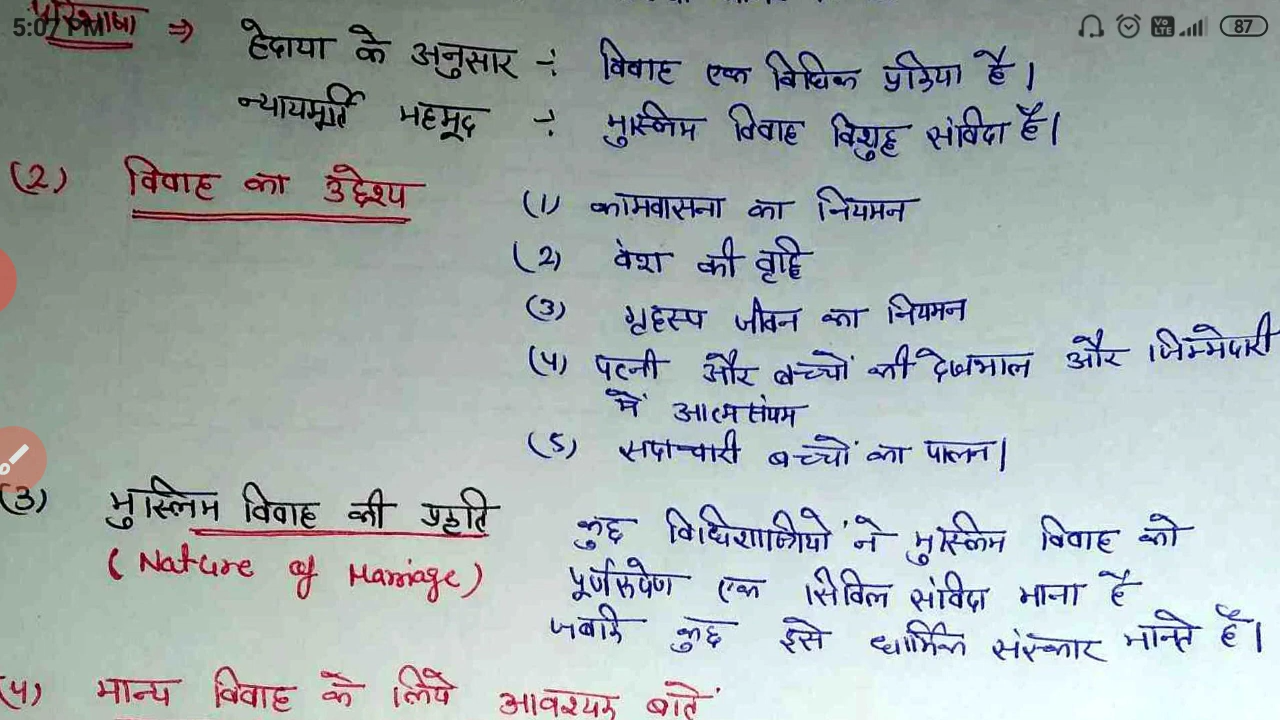 5:07 PM
87
परिभाषा ⇒ हेदाया के अनुसार ÷ विवाह एक विधिक प्रक्रिया है।
न्यायमूर्ति महमूद ÷ मुस्लिम विवाह विशुद्ध संविदा है।
(2) विवाह का उद्देश्य
(1) कामवासना का नियमन
(2) वंश की वृद्धि
(3) गृहस्थ जीवन का नियमन
(4) पत्नी और बच्चों की देखभाल और जिम्मेदारी
में आत्मसंयम
(5) सदाचारी बच्चों का पालन।
(3) मुस्लिम विवाह की प्रकृति
(Nature of Marriage)
कुछ विधिशास्त्रियों ने मुस्लिम विवाह को
पूर्णरूपेण एक सिविल संविदा माना है
जबकि कुछ इसे धार्मिक संस्कार मानते हैं।
(4) मान्य विवाह के लिये आवश्यक बातें